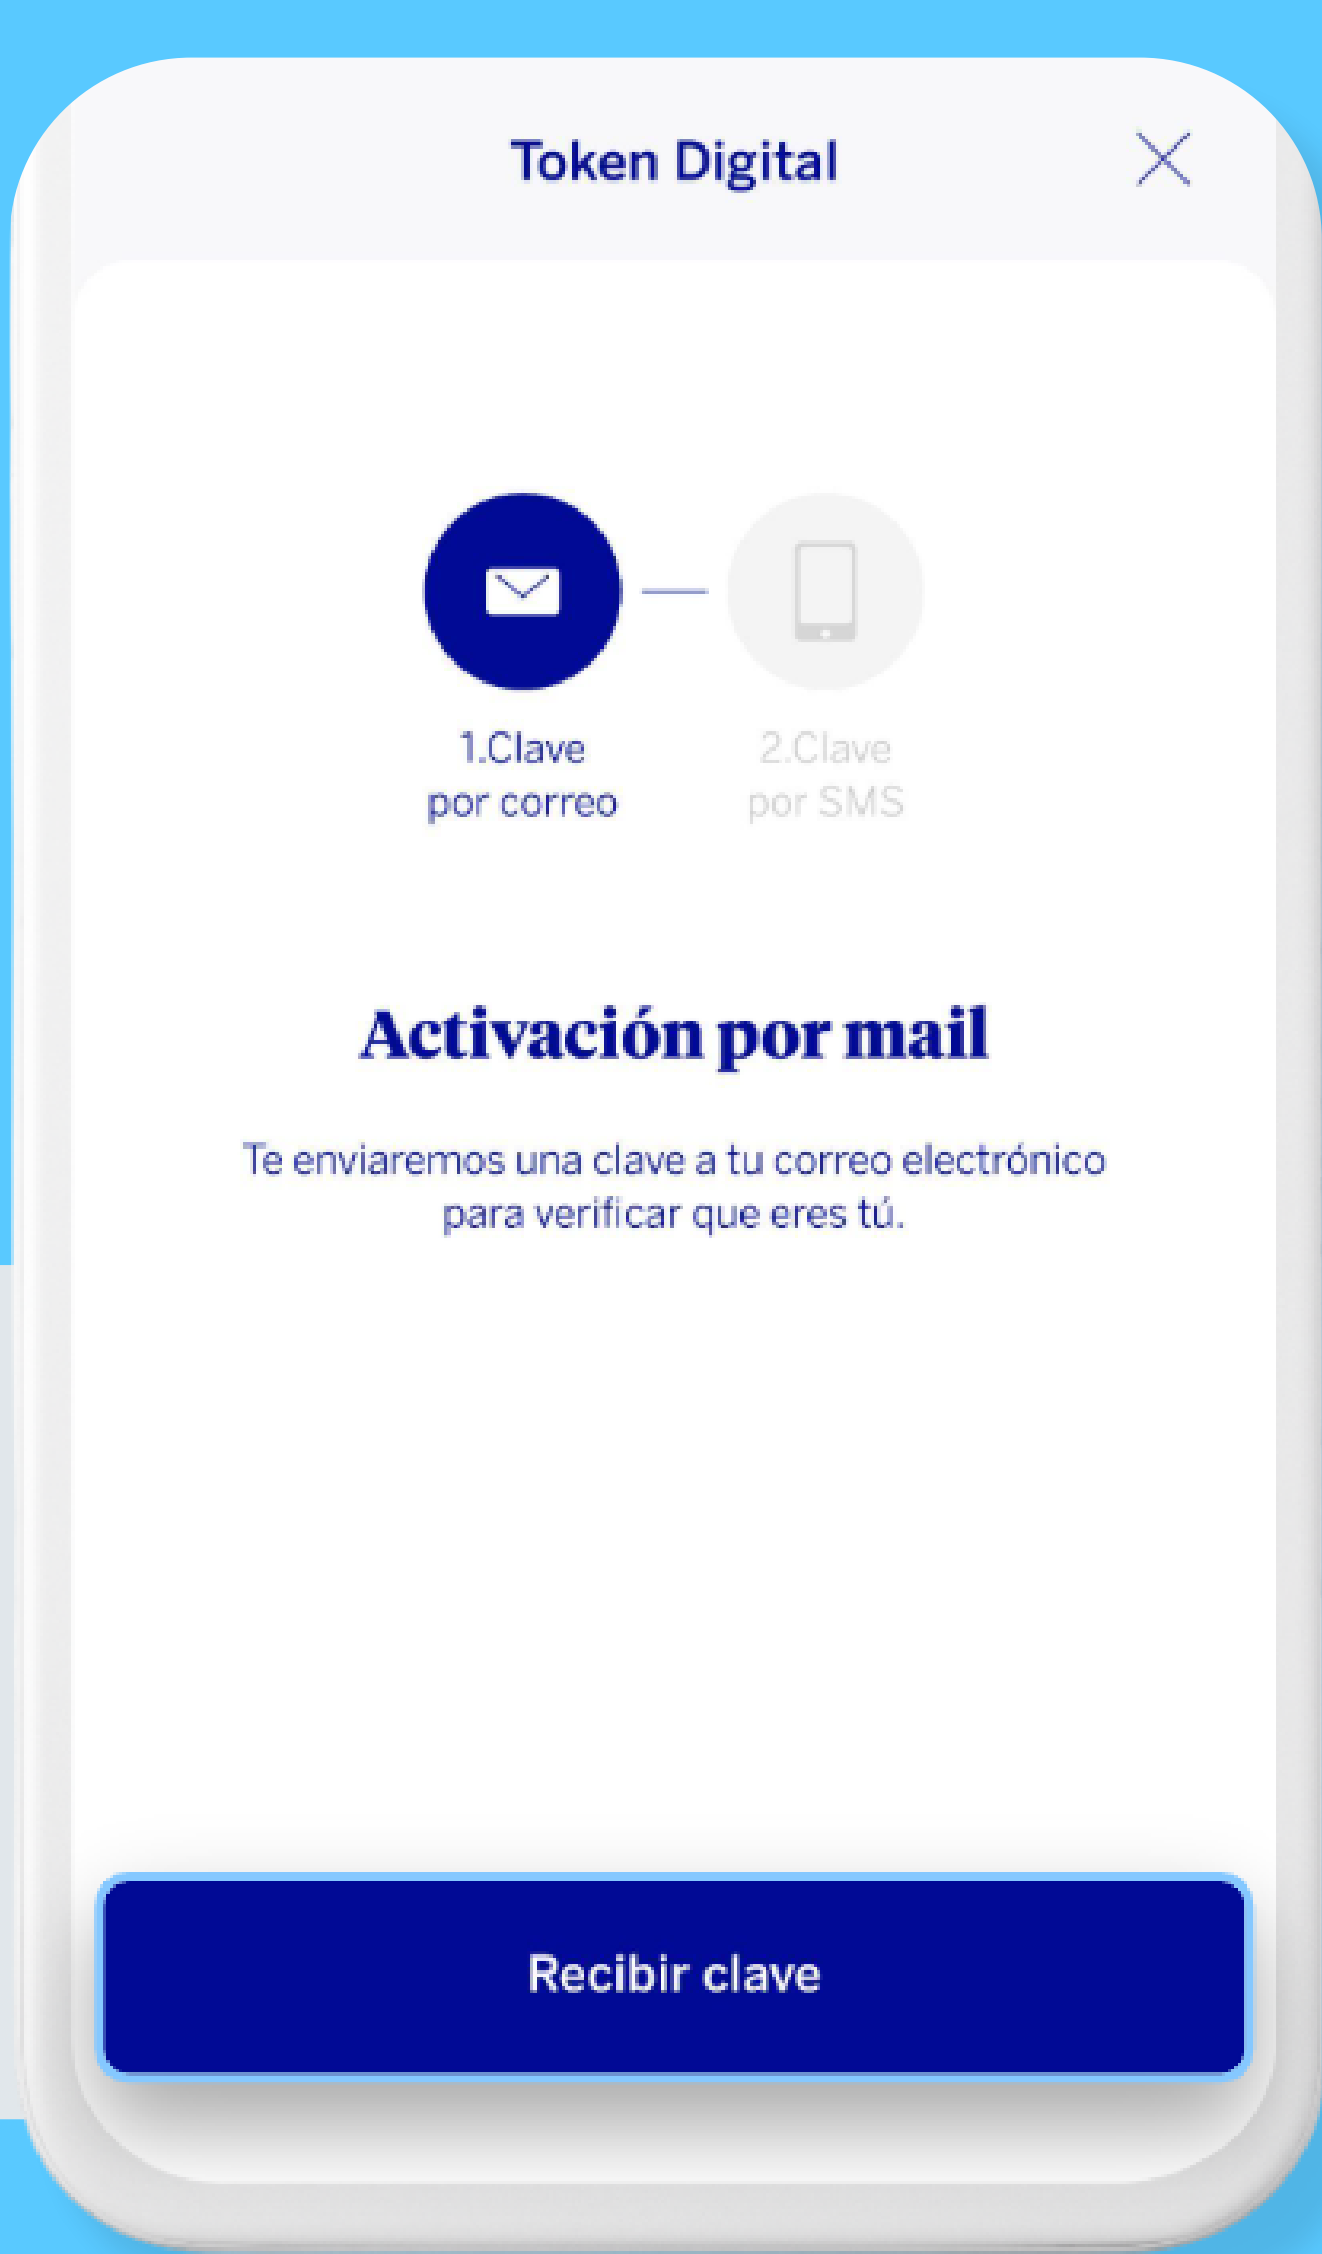 Token Digital
1.Clave
por correo
2.Clave
por SMS
Activación por mail
Te enviaremos una clave a tu correo electrónico
para verificar que eres tú.
Recibir clave